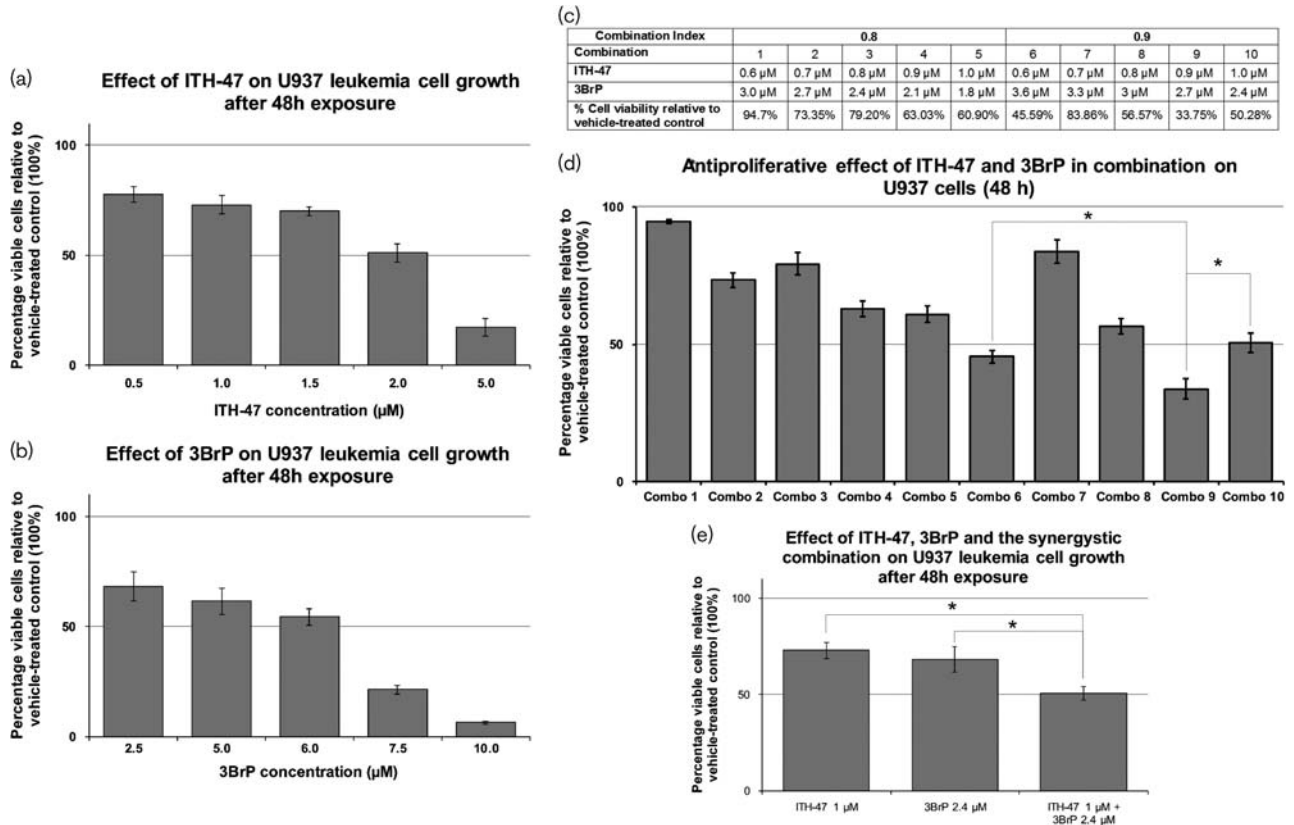 (a)
Effect of ITH-47 on U937 leukemia cell growth
after 48h exposure
Percentage viable cells relative to
vehicle-treated control (100%)
100
50
0
0.5 1.0 1.5 2.0 5.0
ITH-47 concentration (µM)
(b)
Effect of 3BrP on U937 leukemia cell growth
after 48h exposure
Percentage viable cells relative to
vehicle-treated control (100%)
100
50
0
2.5 5.0 6.0 7.5 10.0
3BrP concentration (µM)
(c)
Combination Index 0.8 0.9
Combination 1 2 3 4 5 6 7 8 9 10
ITH-47 0.6 µM 0.7 µM 0.8 µM 0.9 µM 1.0 µM 0.6 µM 0.7 µM 0.8 µM 0.9 µM 1.0 µM
3BrP 3.0 µM 2.7 µM 2.4 µM 2.1 µM 1.8 µM 3.6 µM 3.3 µM 3 µM 2.7 µM 2.4 µM
% Cell viability relative to
vehicle-treated control 94.7% 73.35% 79.20% 63.03% 60.90% 45.59% 83.86% 56.57% 33.75% 50.28%
(d)
Antiproliferative effect of ITH-47 and 3BrP in combination on
U937 cells (48 h)
Percentage viable cells relative to
vehicle-treated control (100%)
100
50
0
*
*
Combo 1 Combo 2 Combo 3 Combo 4 Combo 5 Combo 6 Combo 7 Combo 8 Combo 9 Combo 10
(e)
Effect of ITH-47, 3BrP and the synergystic
combination on U937 leukemia cell growth
after 48h exposure
Percentage viable cells relative to
vehicle-treated control (100%)
100
50
0
*
*
ITH-47 1 µM 3BrP 2.4 µM ITH-47 1 µM +
3BrP 2.4 µM